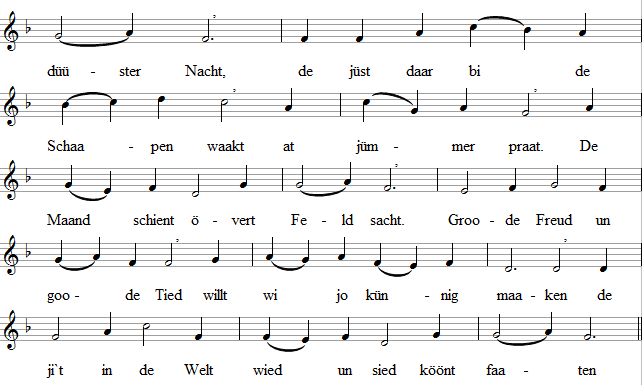 düü - ster Nacht, de jüst daar bi de
Schaa - pen waakt at jüm - mer praat. De
Maand schient ö - vert Fe - ld sacht. Groo - de Freud un
goo - de Tied willt wi jo kün - nig maa - ken de
ji`t in de Welt wied un sied köönt faa - ten